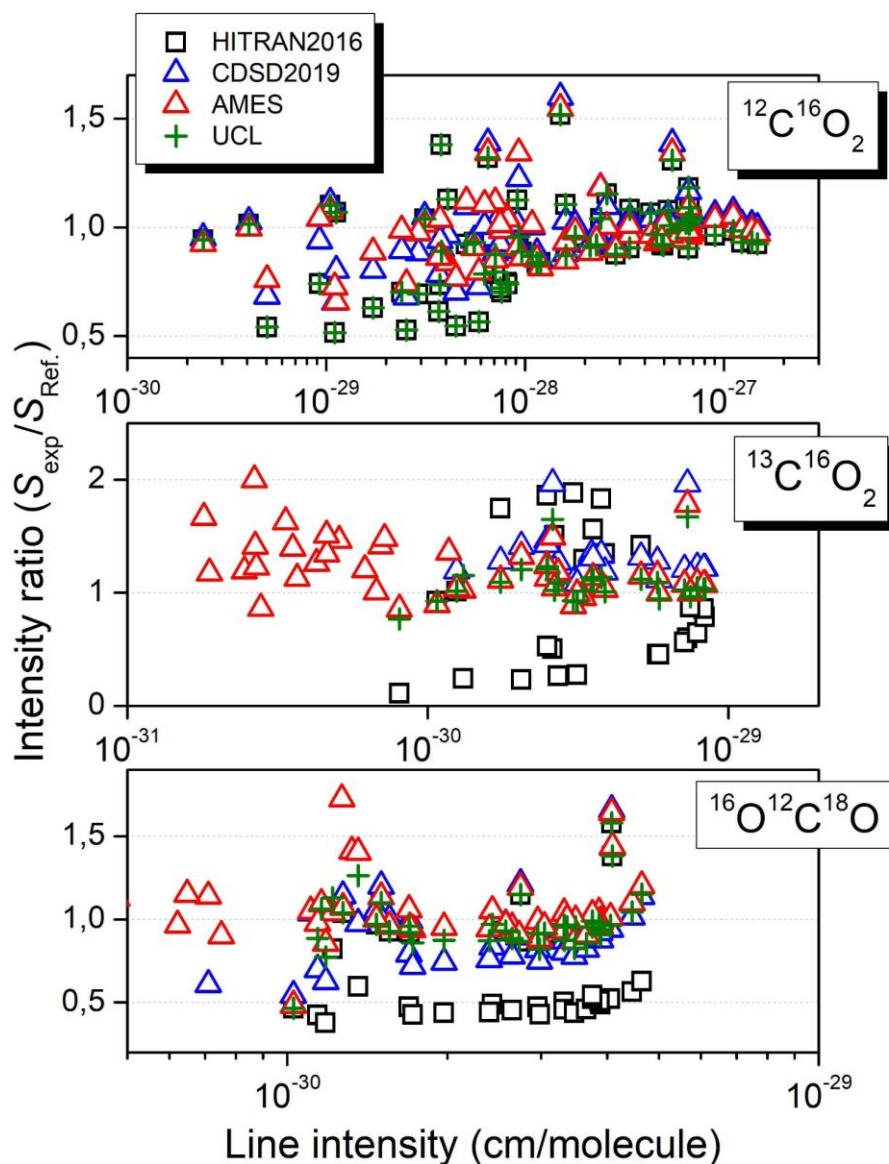 HITRAN2016
CDSD2019
AMES
UCL
¹²C¹⁶O₂
1,5
1,0
0,5
10⁻³⁰ 10⁻²⁹ 10⁻²⁸ 10⁻²⁷
Intensity ratio (S_exp/S_Ref.)
¹³C¹⁶O₂
2
1
0
10⁻³¹ 10⁻³⁰ 10⁻²⁹
¹⁶O¹²C¹⁸O
1,5
1,0
0,5
10⁻³⁰ 10⁻²⁹
Line intensity (cm/molecule)